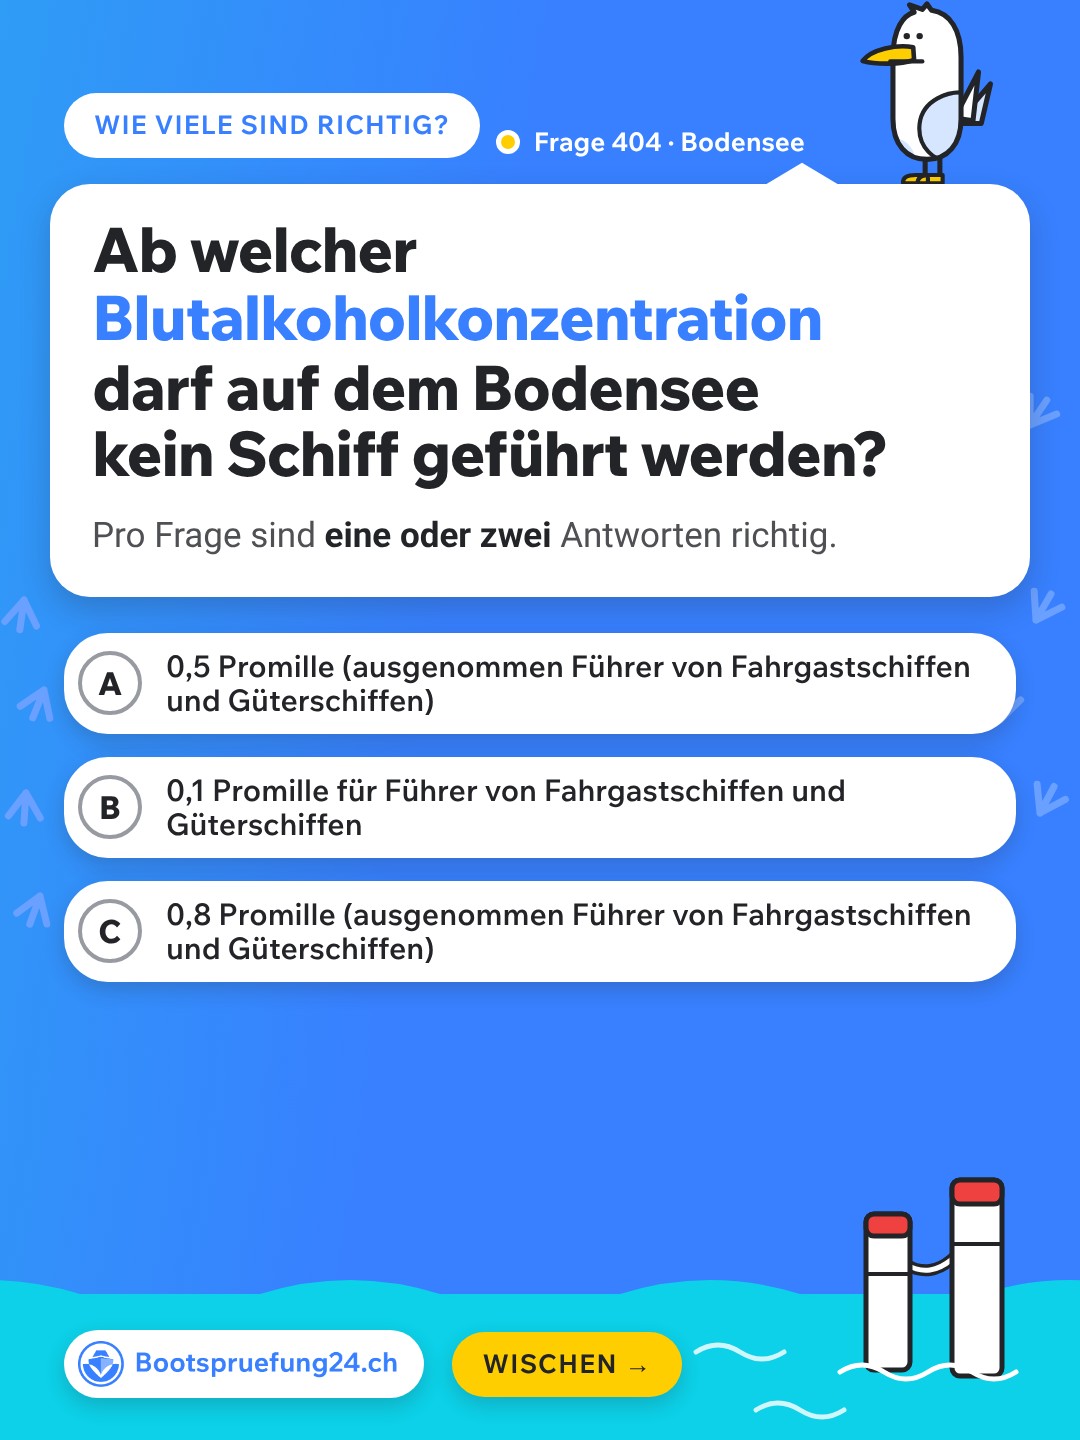 WIE VIELE SIND RICHTIG?
Frage 404 · Bodensee
Ab welcher
Blutalkoholkonzentration
darf auf dem Bodensee
kein Schiff geführt werden?
Pro Frage sind eine oder zwei Antworten richtig.
A
0,5 Promille (ausgenommen Führer von Fahrgastschiffen
und Güterschiffen)
B
0,1 Promille für Führer von Fahrgastschiffen und
Güterschiffen
C
0,8 Promille (ausgenommen Führer von Fahrgastschiffen
und Güterschiffen)
Bootspruefung24.ch
WISCHEN →